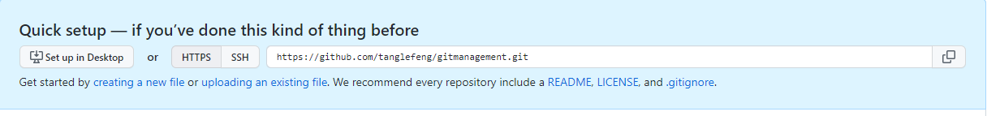 Quick setup — if you’ve done this kind of thing before
Set up in Desktop or HTTPS SSH https://github.com/tanglefeng/gitmanagement.git
Get started by creating a new file or uploading an existing file. We recommend every repository include a README, LICENSE, and .gitignore.